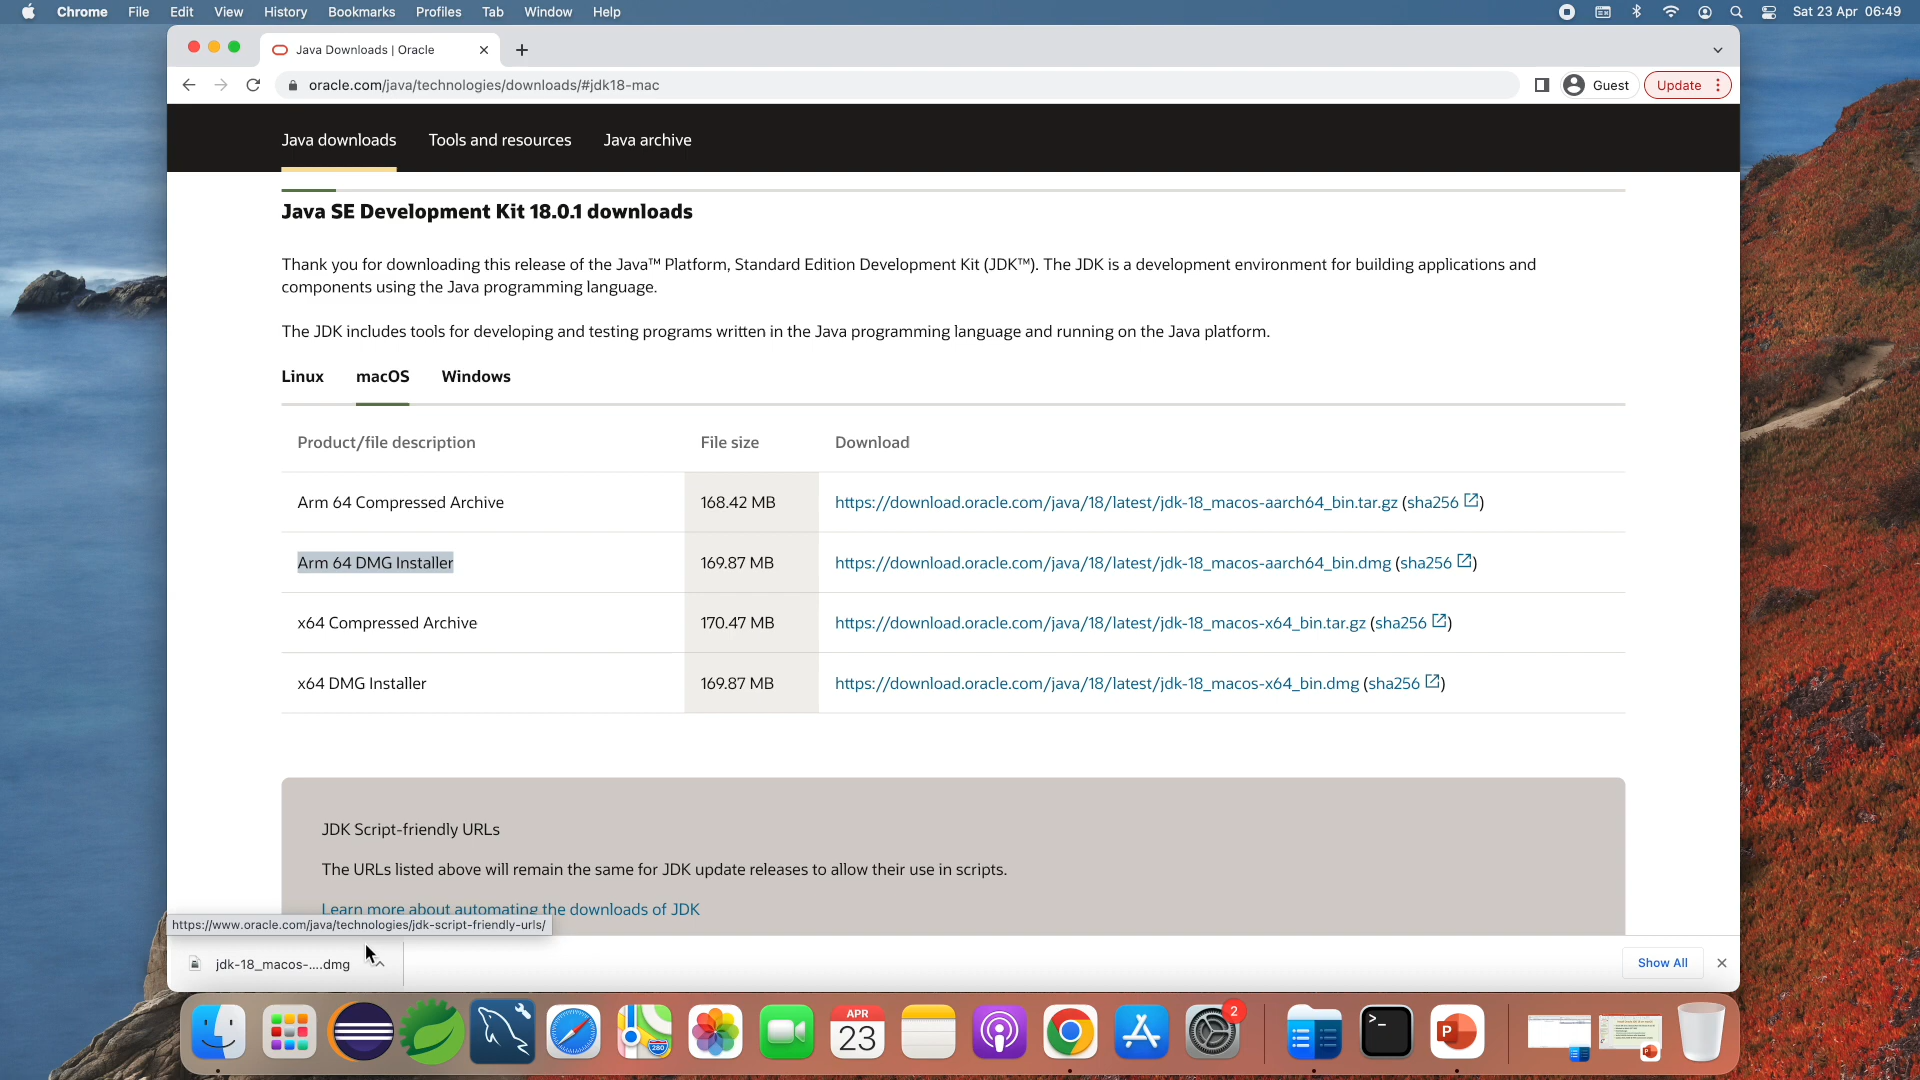 Chrome File Edit View History Bookmarks Profiles Tab Window Help Sat 23 Apr 06:49
Java Downloads | Oracle
oracle.com/java/technologies/downloads/#jdk18-mac Guest Update
Java downloads Tools and resources Java archive
Java SE Development Kit 18.0.1 downloads
Thank you for downloading this release of the Java™ Platform, Standard Edition Development Kit (JDK™). The JDK is a development environment for building applications and
components using the Java programming language.
The JDK includes tools for developing and testing programs written in the Java programming language and running on the Java platform.
Linux macOS Windows
Product/file description File size Download
Arm 64 Compressed Archive 168.42 MB https://download.oracle.com/java/18/latest/jdk-18_macos-aarch64_bin.tar.gz (sha256)
Arm 64 DMG Installer 169.87 MB https://download.oracle.com/java/18/latest/jdk-18_macos-aarch64_bin.dmg (sha256)
x64 Compressed Archive 170.47 MB https://download.oracle.com/java/18/latest/jdk-18_macos-x64_bin.tar.gz (sha256)
x64 DMG Installer 169.87 MB https://download.oracle.com/java/18/latest/jdk-18_macos-x64_bin.dmg (sha256)
JDK Script-friendly URLs
The URLs listed above will remain the same for JDK update releases to allow their use in scripts.
Learn more about automating the downloads of JDK
https://www.oracle.com/java/technologies/jdk-script-friendly-urls/
jdk-18_macos-....dmg Show All
280
APR
23
2
>_
P